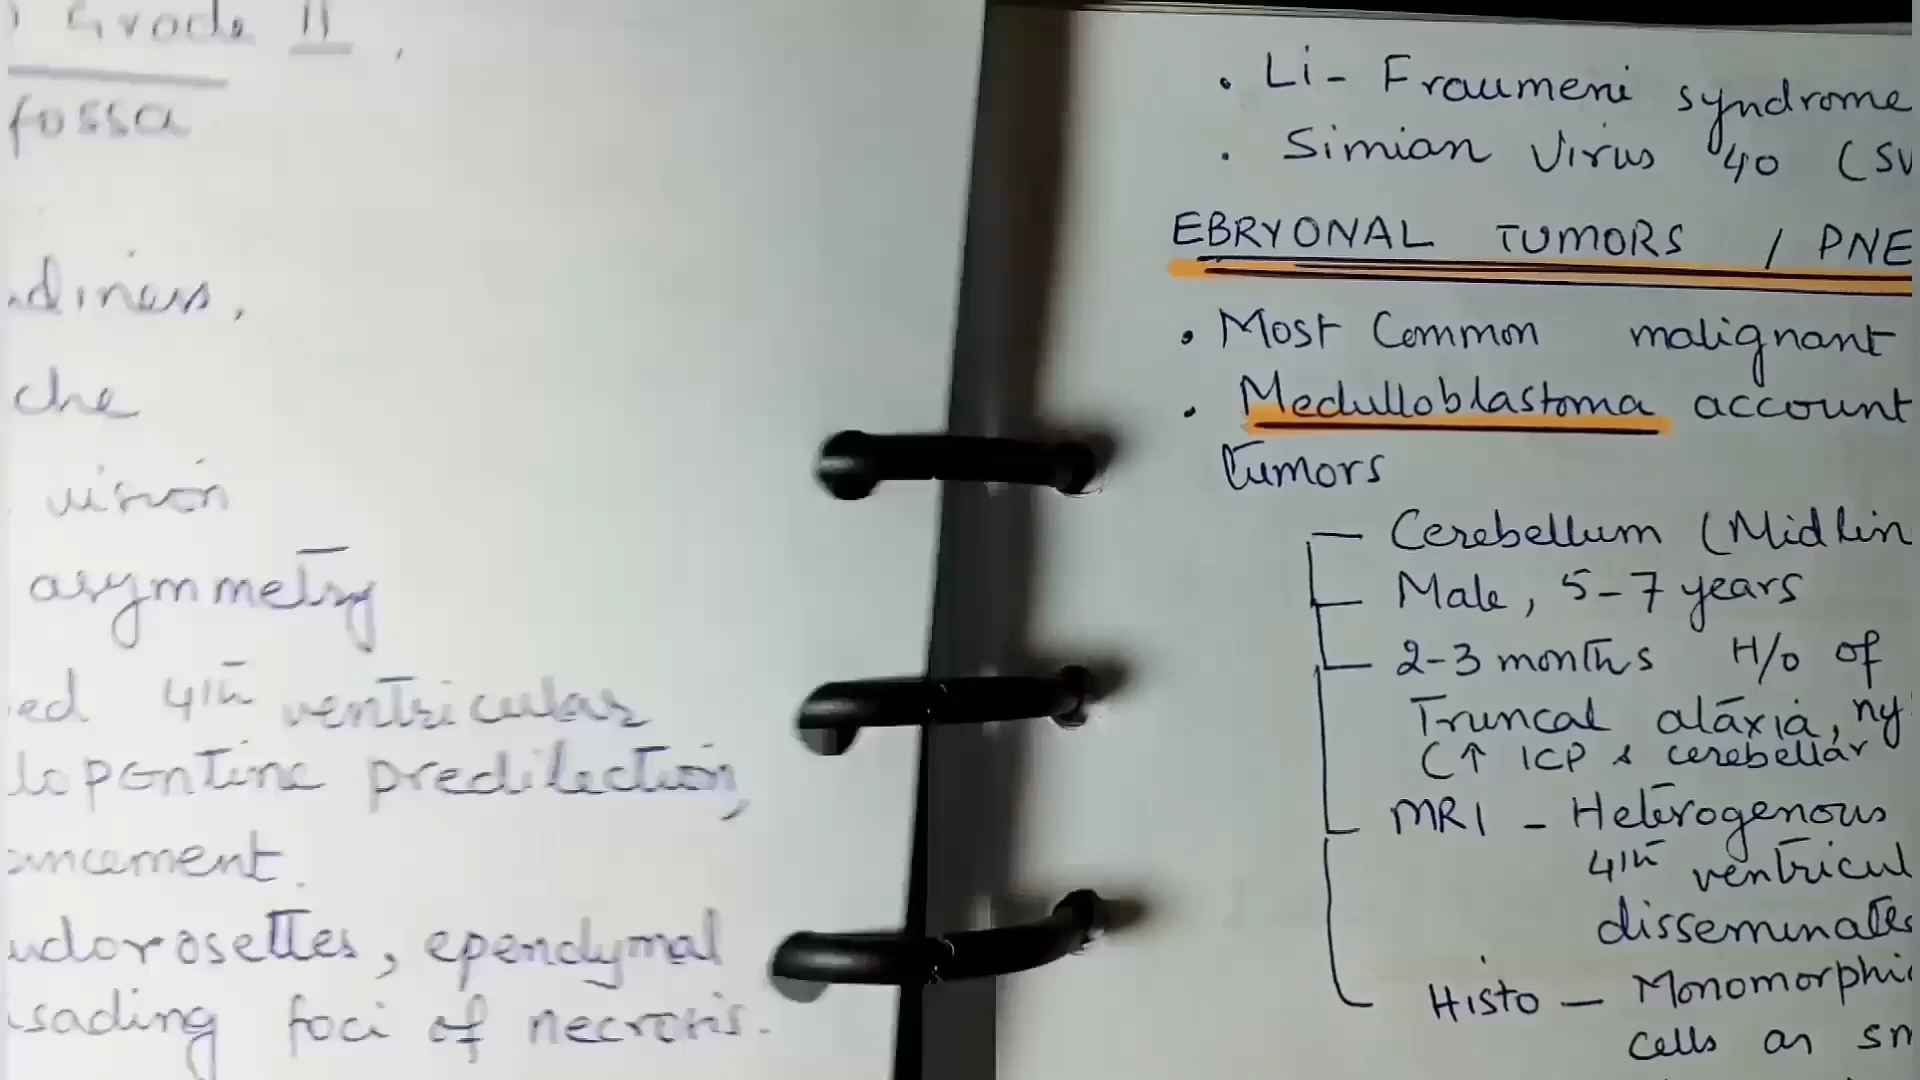 Grade II.
fossa
che
vision
asymmetry
ed 4th ventricular
lopontine predilection,
ancement.
udorosettes, ependymal
isading foci of necrosis.
. Li- Fraumeni syndrome
. Simian Virus 40 (SV
EBRYONAL TUMORS / PNE
. Most Common malignant
. Medulloblastoma account
tumors
Cerebellum (Midlin
Male, 5-7 years
2-3 months H/o of
Truncal ataxia, ny
(↑ ICP & cerebellar
MRI - Heterogenous
4th ventricul
disseminates
Histo — Monomorphic
cells as sm